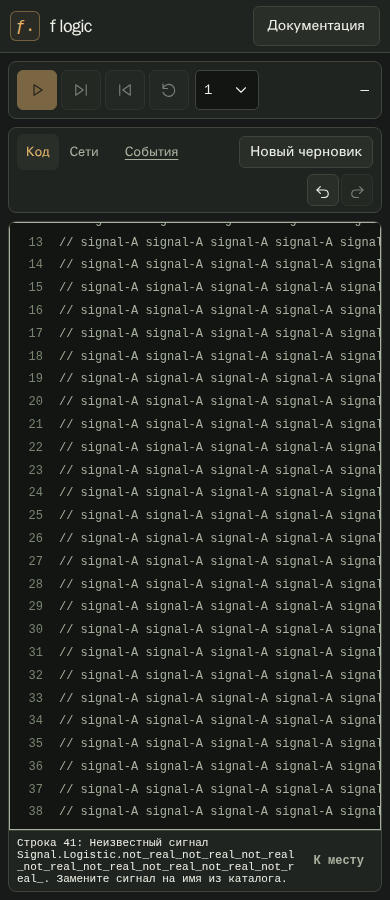 f. f logic Документация
1 –
Код Сети События Новый черновик
13 // signal-A signal-A signal-A signal-A signal
14 // signal-A signal-A signal-A signal-A signal
15 // signal-A signal-A signal-A signal-A signal
16 // signal-A signal-A signal-A signal-A signal
17 // signal-A signal-A signal-A signal-A signal
18 // signal-A signal-A signal-A signal-A signal
19 // signal-A signal-A signal-A signal-A signal
20 // signal-A signal-A signal-A signal-A signal
21 // signal-A signal-A signal-A signal-A signal
22 // signal-A signal-A signal-A signal-A signal
23 // signal-A signal-A signal-A signal-A signal
24 // signal-A signal-A signal-A signal-A signal
25 // signal-A signal-A signal-A signal-A signal
26 // signal-A signal-A signal-A signal-A signal
27 // signal-A signal-A signal-A signal-A signal
28 // signal-A signal-A signal-A signal-A signal
29 // signal-A signal-A signal-A signal-A signal
30 // signal-A signal-A signal-A signal-A signal
31 // signal-A signal-A signal-A signal-A signal
32 // signal-A signal-A signal-A signal-A signal
33 // signal-A signal-A signal-A signal-A signal
34 // signal-A signal-A signal-A signal-A signal
35 // signal-A signal-A signal-A signal-A signal
36 // signal-A signal-A signal-A signal-A signal
37 // signal-A signal-A signal-A signal-A signal
38 // signal-A signal-A signal-A signal-A signal
Строка 41: Неизвестный сигнал
Signal.Logistic.not_real_not_real_not_real
_not_real_not_real_not_real_not_real_not_r
eal_. Замените сигнал на имя из каталога.
К месту